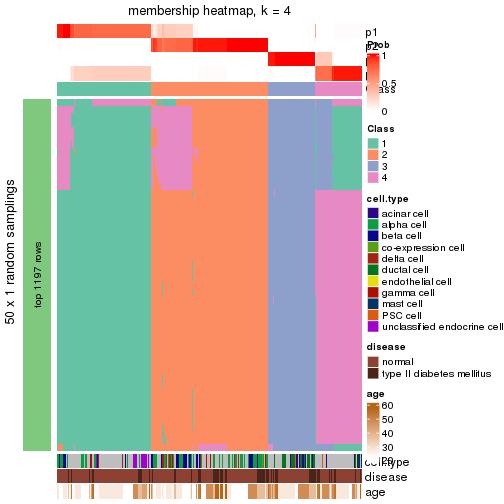 membership heatmap, k = 4
p1
p2
Prob
1
0.5
0
Class
1
2
3
4
cell.type
acinar cell
alpha cell
beta cell
co-expression cell
delta cell
ductal cell
endothelial cell
gamma cell
mast cell
PSC cell
unclassified endocrine cell
disease
normal
type II diabetes mellitus
age
60
50
40
30
cell.type
disease
age
50 x 1 random samplings
top 1197 rows